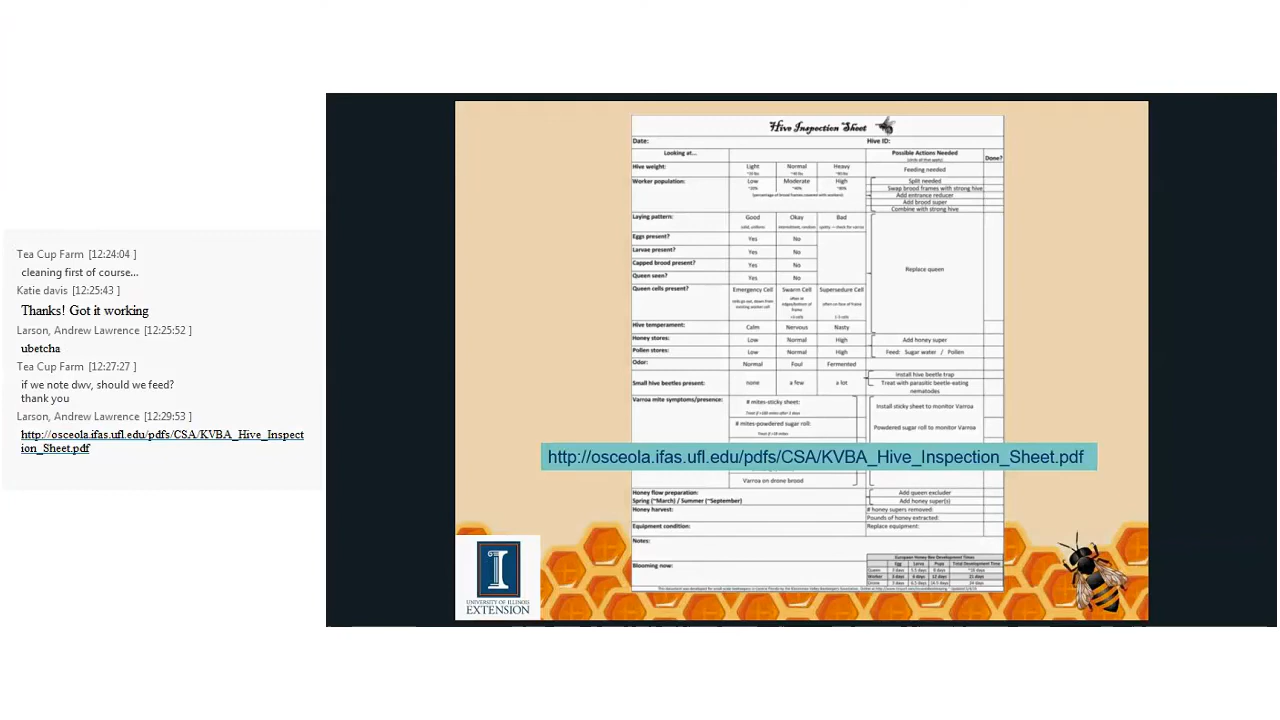 Tea Cup Farm [12:24:04 ]
cleaning first of course...
Katie davis [12:25:13 ]
Thanks! Got it working
Larson, Andrew Lawrence [12:25:52 ]
ubetcha
Tea Cup Farm [12:27:27 ]
if we note dwv, should we feed?
thank you
Larson, Andrew Lawrence [12:29:53 ]
http://osceola.ifas.ufl.edu/pdfs/CSA/KVBA_Hive_Inspect
ion_Sheet.pdf
Hive Inspection Sheet
Date: Hive ID:
Looking at... Possible Actions Needed
Done?
Hive weight: Light Normal Heavy Feeding needed
Worker population: Low Moderate High Split needed
Swap brood frames with strong hive
(percentage of brood frames covered with workers) Add entrance reducer
Add brood super
Combine with strong hive
Laying pattern: Good Okay Bad
Eggs present? Yes No
Larvae present? Yes No
Capped brood present? Yes No
Replace queen
Queen seen? Yes No
Queen cells present? Emergency Cell Swarm Cell Supersedure Cell
Hive temperament: Calm Nervous Nasty
Honey stores: Low Normal High Add honey super
Pollen stores: Low Normal High Feed: Sugar water / Pollen
Odor: Normal Foul Fermented
Install hive beetle trap
Small hive beetles present: none a few a lot Treat with parasitic beetle-eating
nematodes
Varroa mite symptoms/presence: # mites-sticky sheet:
Install sticky sheet to monitor Varroa
# mites-powdered sugar roll:
Powdered sugar roll to monitor Varroa
http://osceola.ifas.ufl.edu/pdfs/CSA/KVBA_Hive_Inspection_Sheet.pdf
Varroa on drone brood
Honey flow preparation: Add queen excluder
Spring (~March) / Summer (~September) Add honey super(s)
Honey harvest: # honey supers removed:
Pounds of honey extracted:
Equipment condition: Replace equipment:
Notes:
Blooming now:
European Honey Bee Development Times
Egg Larva Pupa Total Development Time
Queen
Worker
Drone
I
UNIVERSITY OF ILLINOIS
EXTENSION